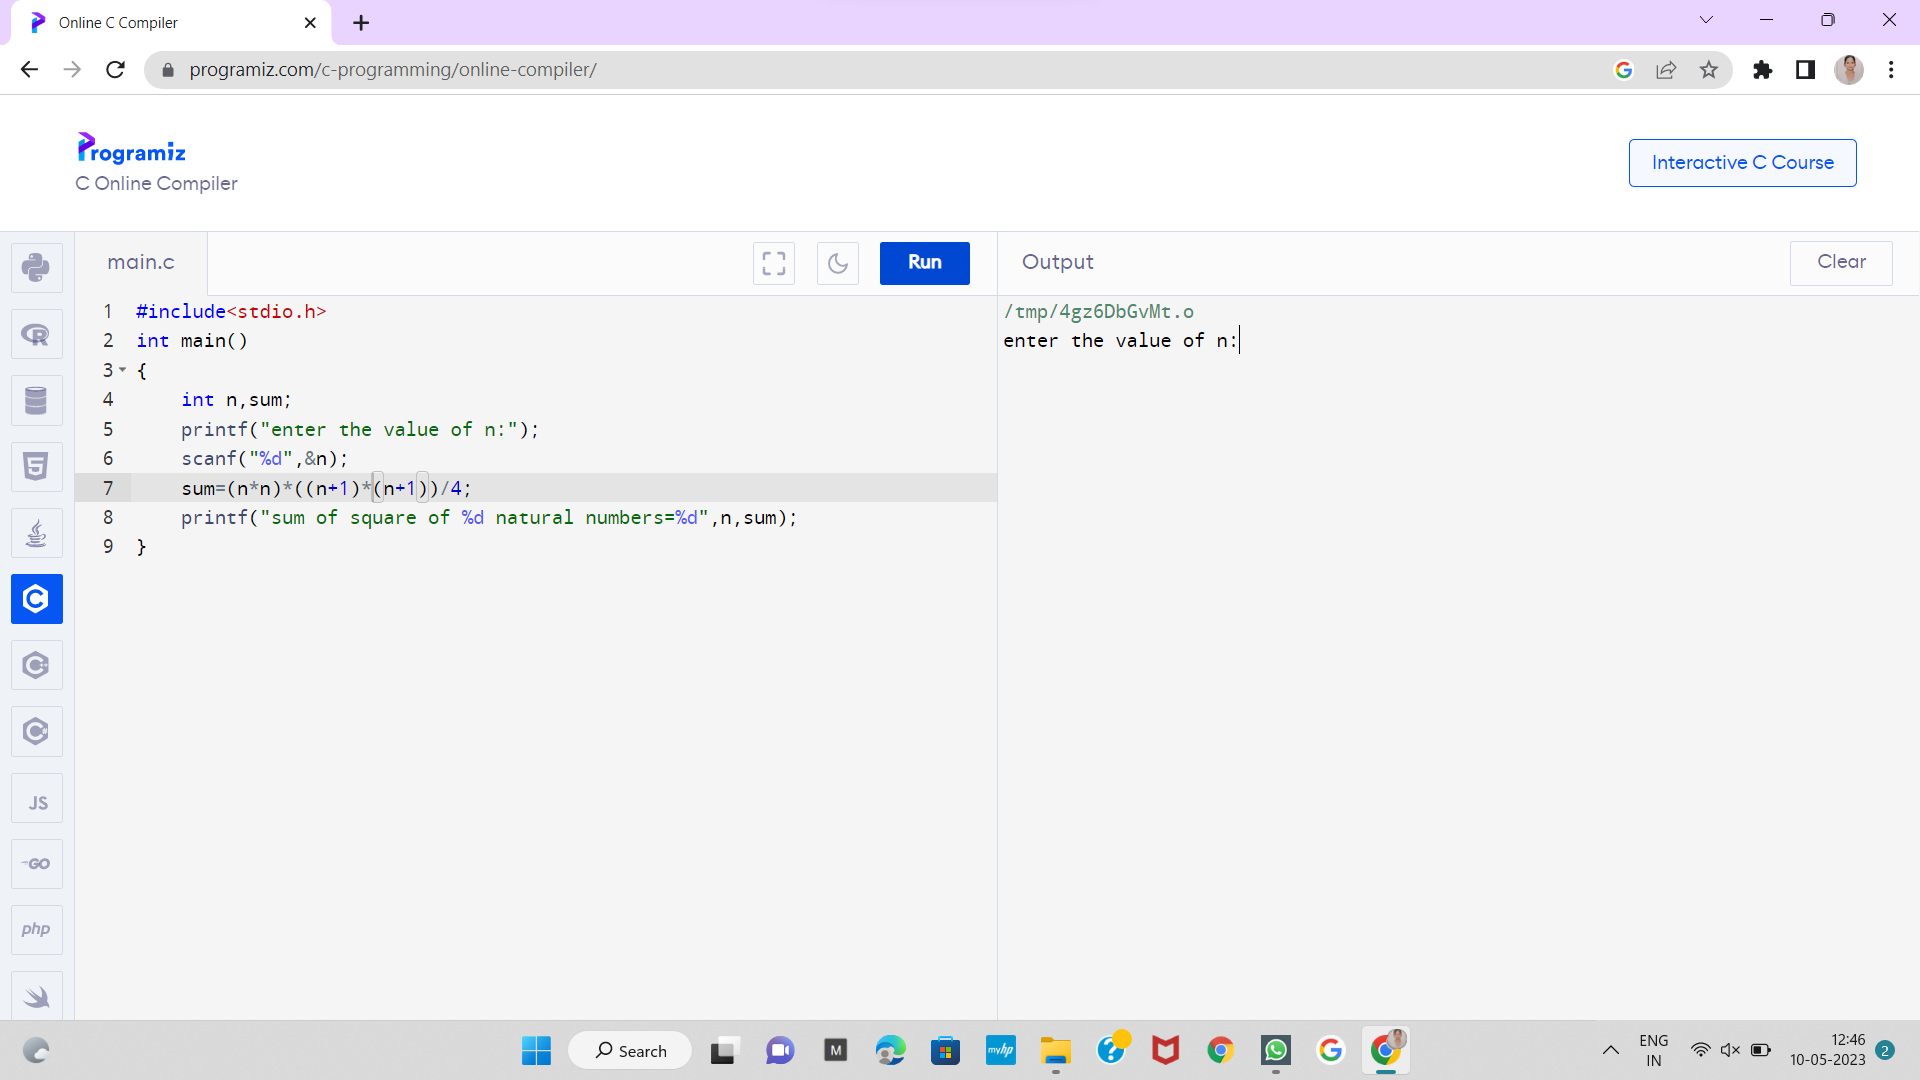 Online C Compiler
programiz.com/c-programming/online-compiler/
Programiz
C Online Compiler
Interactive C Course
main.c
Run
Output
Clear
1 #include<stdio.h>
2 int main()
3 {
4 int n,sum;
5 printf("enter the value of n:");
6 scanf("%d",&n);
7 sum=(n*n)*((n+1)*(n+1))/4;
8 printf("sum of square of %d natural numbers=%d",n,sum);
9 }
/tmp/4gz6DbGvMt.o
enter the value of n:
JS
GO
php
Search
M
myhp
ENG
IN
12:46
10-05-2023
2